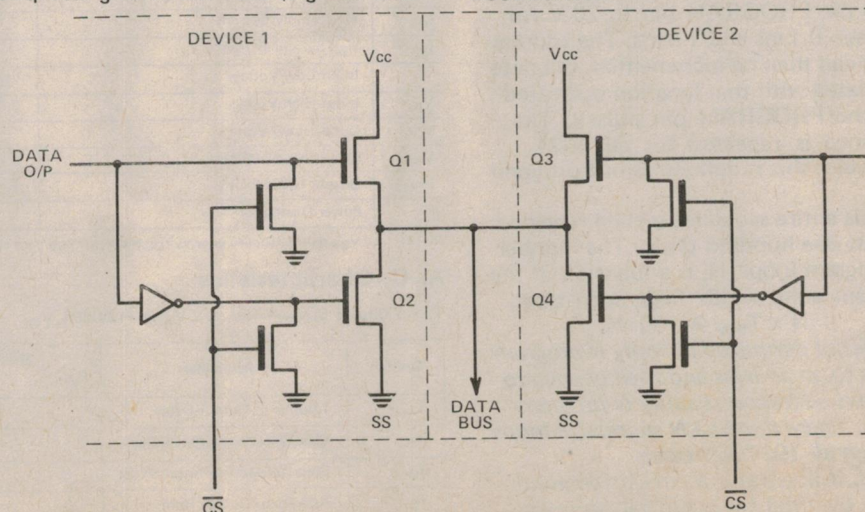 DEVICE 1
DEVICE 2
Vcc
Vcc
DATA
O/P
Q1
Q3
Q2
Q4
SS
DATA
BUS
SS
CS
CS